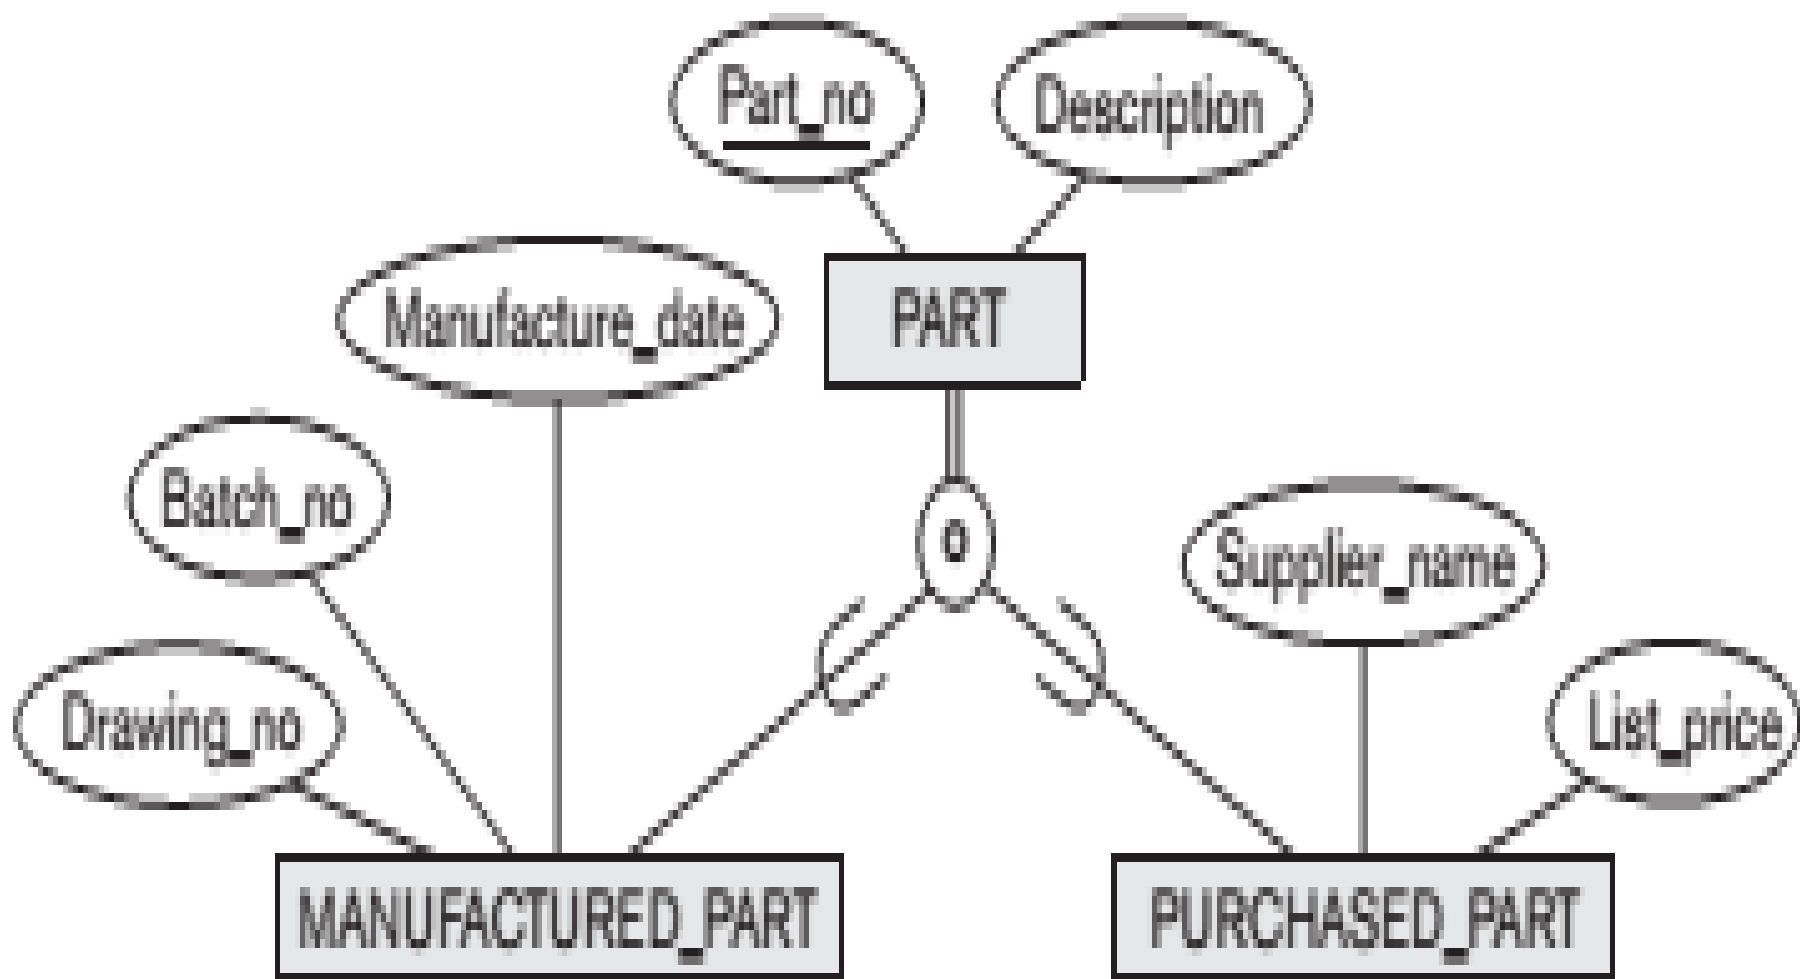 Part_no
Description
Manufacture_date
PART
Batch_no
o
Supplier_name
Drawing_no
List_price
MANUFACTURED_PART
PURCHASED_PART